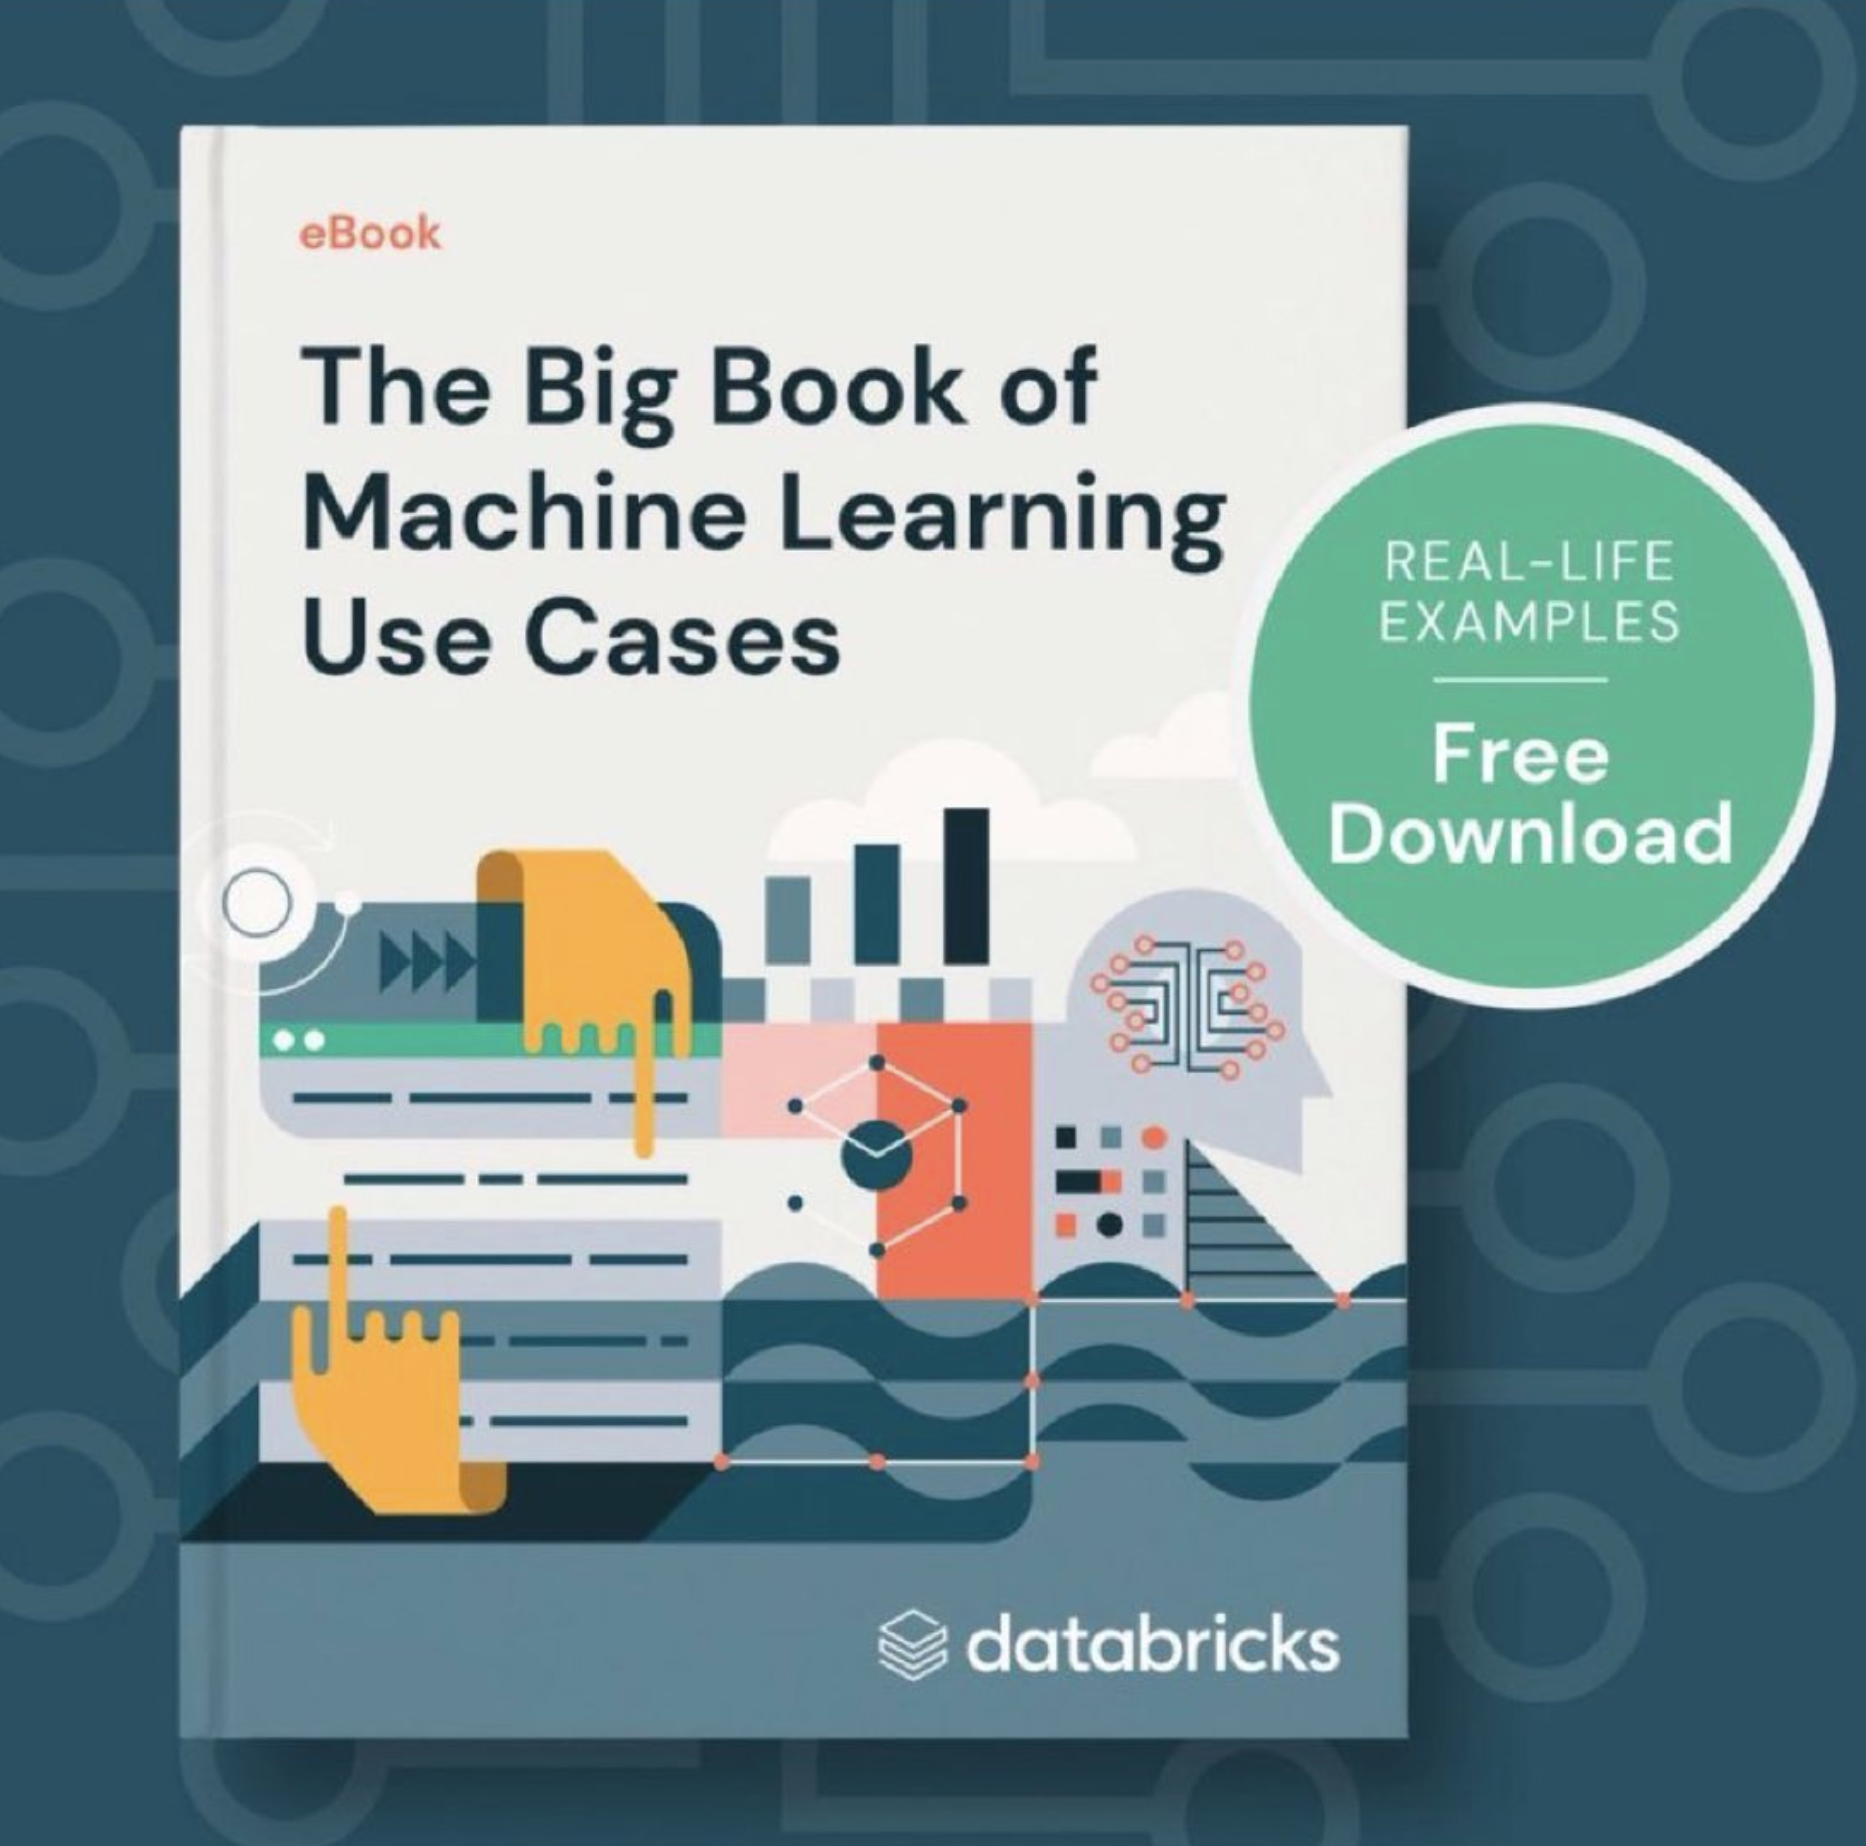 eBook
The Big Book of
Machine Learning
Use Cases
REAL-LIFE
EXAMPLES
Free
Download
databricks